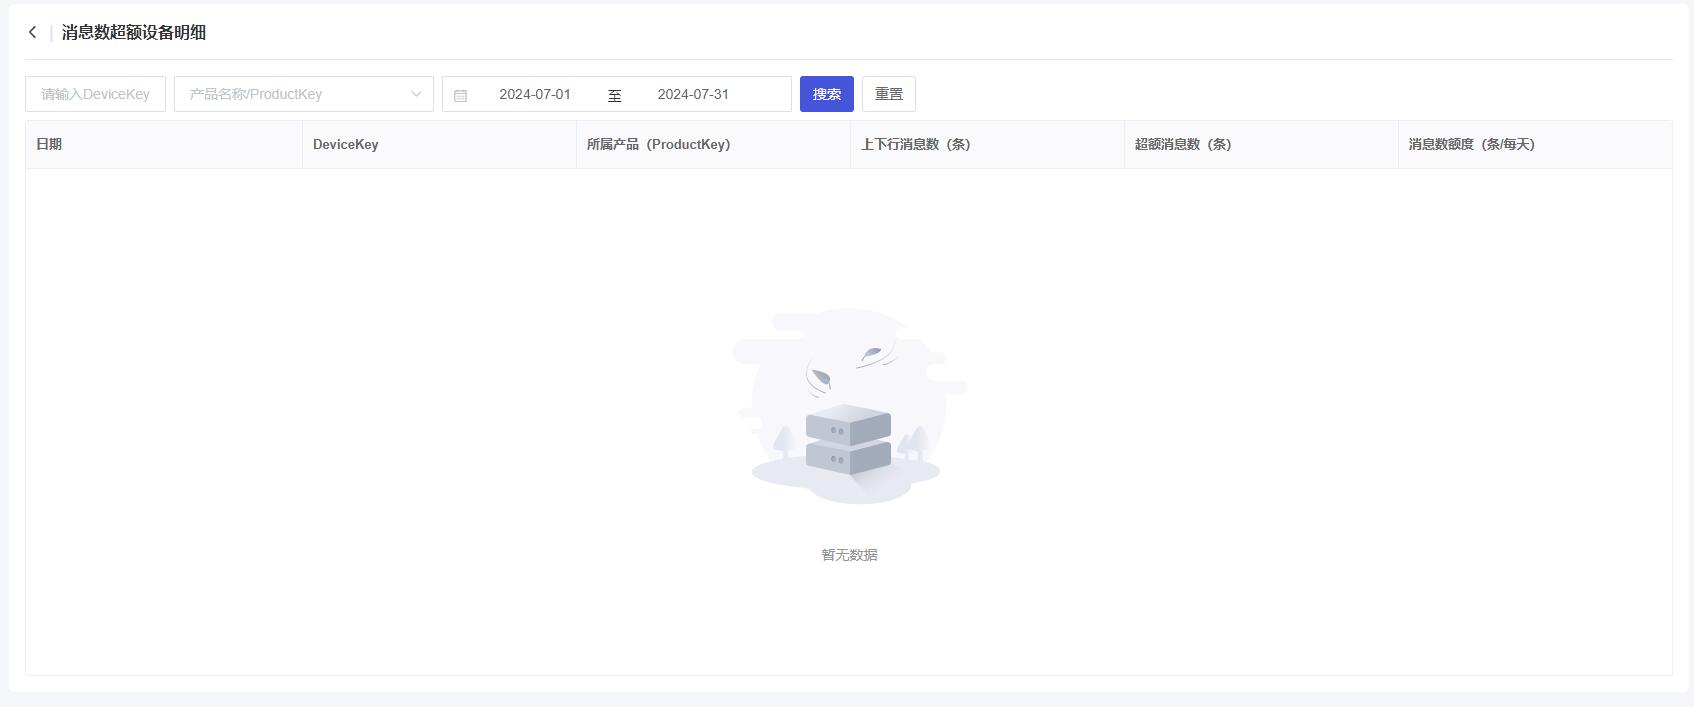 消息数超额设备明细
请输入DeviceKey 产品名称/ProductKey 2024-07-01 至 2024-07-31 搜索 重置
日期 DeviceKey 所属产品（ProductKey） 上下行消息数（条） 超额消息数（条） 消息数额度（条/每天）
暂无数据